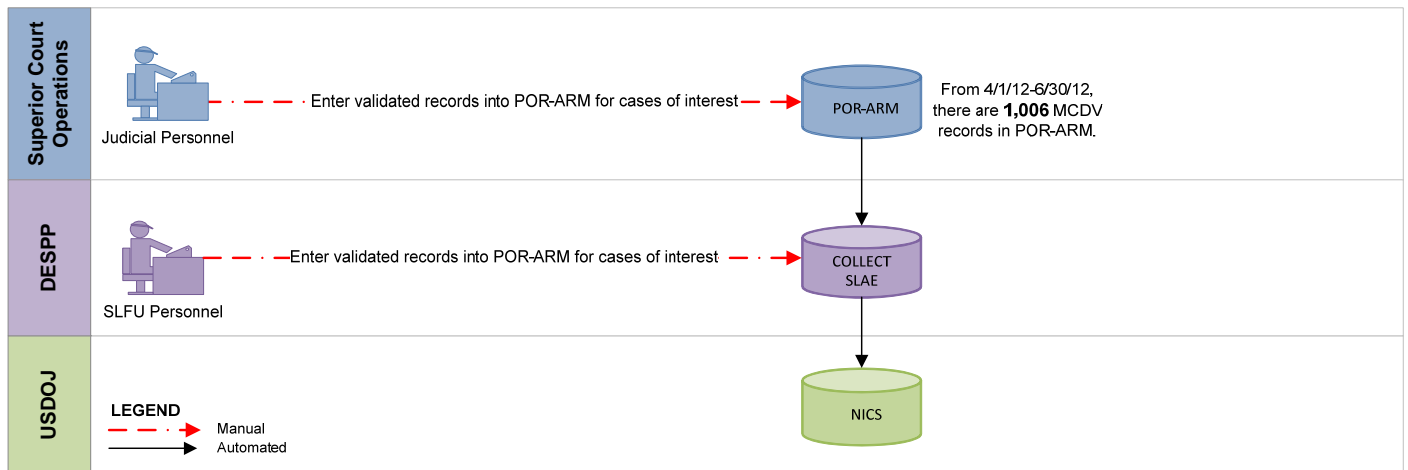 Superior Court
Operations
Judicial Personnel
Enter validated records into POR-ARM for cases of interest
POR-ARM
From 4/1/12-6/30/12,
there are 1,006 MCDV
records in POR-ARM.
DESPP
SLFU Personnel
Enter validated records into POR-ARM for cases of interest
COLLECT
SLAE
USDOJ
NICS
LEGEND
Manual
Automated